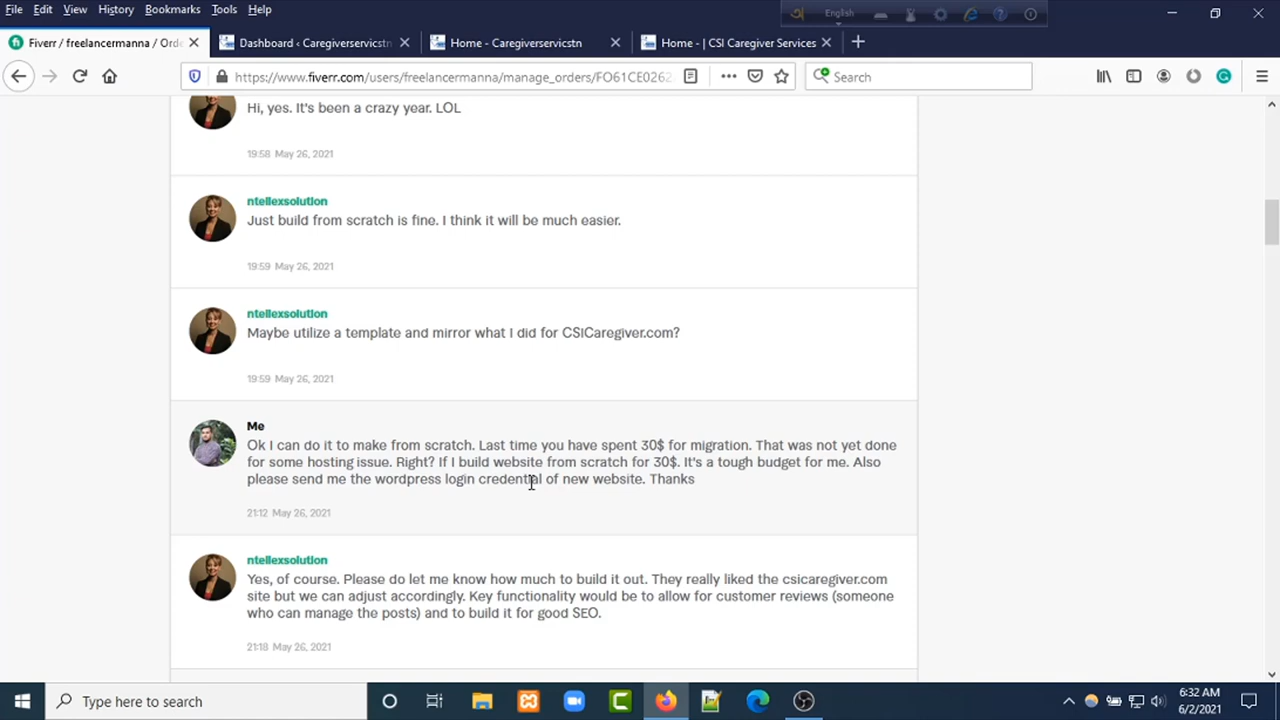 File Edit View History Bookmarks Tools Help
English
Fiverr / freelancermanna / Orde
Dashboard ‹ Caregiverservicstn
Home - Caregiverservicstn
Home - | CSI Caregiver Services
https://www.fiverr.com/users/freelancermanna/manage_orders/FO61CE0262
Search
Hi, yes. It's been a crazy year. LOL
19:58 May 26, 2021
ntellexsolution
Just build from scratch is fine. I think it will be much easier.
19:59 May 26, 2021
ntellexsolution
Maybe utilize a template and mirror what I did for CSiCaregiver.com?
19:59 May 26, 2021
Me
Ok I can do it to make from scratch. Last time you have spent 30$ for migration. That was not yet done
for some hosting issue. Right? If I build website from scratch for 30$. It's a tough budget for me. Also
please send me the wordpress login credential of new website. Thanks
21:12 May 26, 2021
ntellexsolution
Yes, of course. Please do let me know how much to build it out. They really liked the csicaregiver.com
site but we can adjust accordingly. Key functionality would be to allow for customer reviews (someone
who can manage the posts) and to build it for good SEO.
21:18 May 26, 2021
Type here to search
6:32 AM
6/2/2021